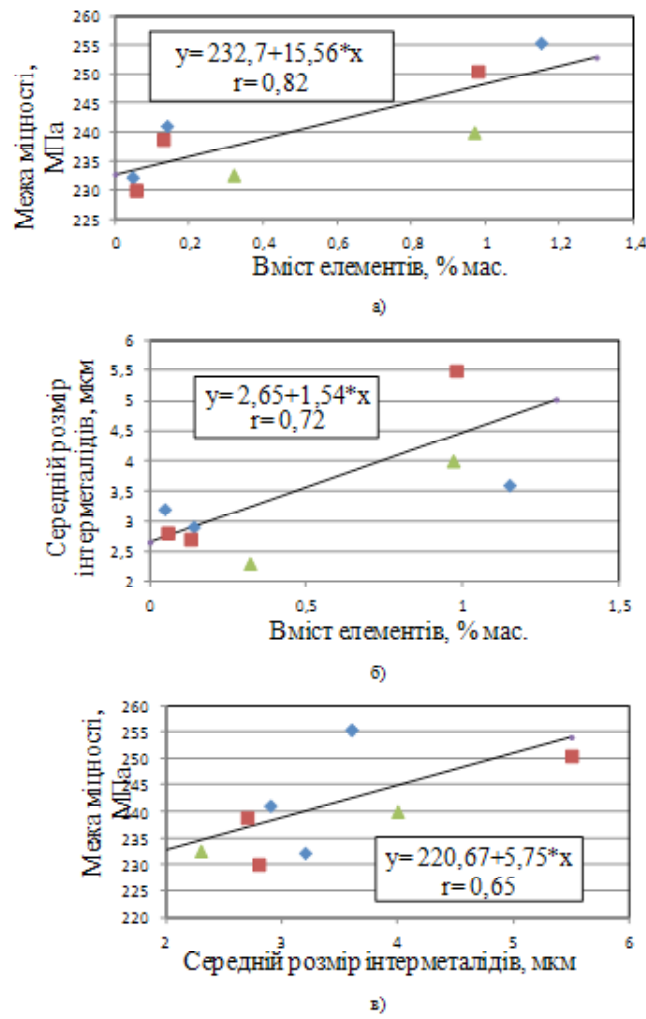 260
255
250
245
240
235
230
225
Межа міцності,
МПа
y= 232,7+15,56*x
r= 0,82
0 0,2 0,4 0,6 0,8 1 1,2 1,4
Вміст елементів, % мас.
а)
6
5,5
5
4,5
4
3,5
3
2,5
2
Середній розмір
інтерметалідів, мкм
y= 2,65+1,54*x
r= 0,72
0 0,5 1 1,5
Вміст елементів, % мас.
б)
260
255
250
245
240
235
230
225
220
Межа міцності,
МПа
y= 220,67+5,75*x
r= 0,65
2 3 4 5 6
Середній розмір інтерметалідів, мкм
в)